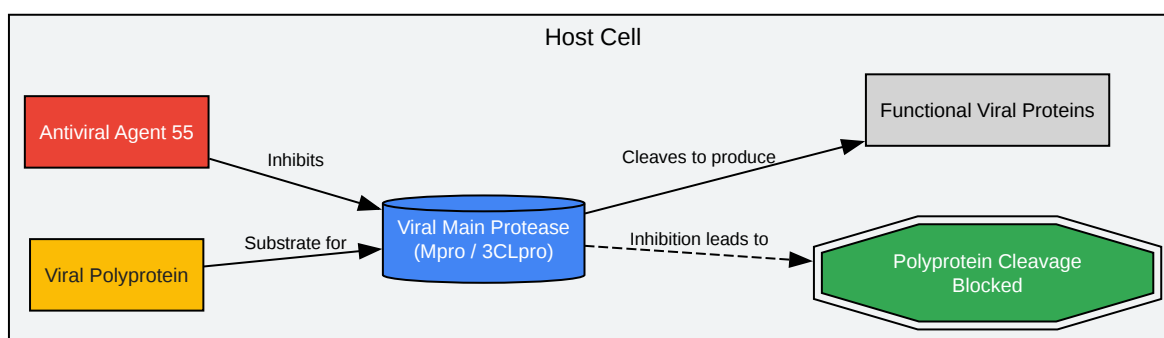 Host Cell
Antiviral Agent 55
Inhibits
Viral Polyprotein
Substrate for
Viral Main Protease
(Mpro / 3CLpro)
Cleaves to produce
Functional Viral Proteins
Inhibition leads to
Polyprotein Cleavage
Blocked